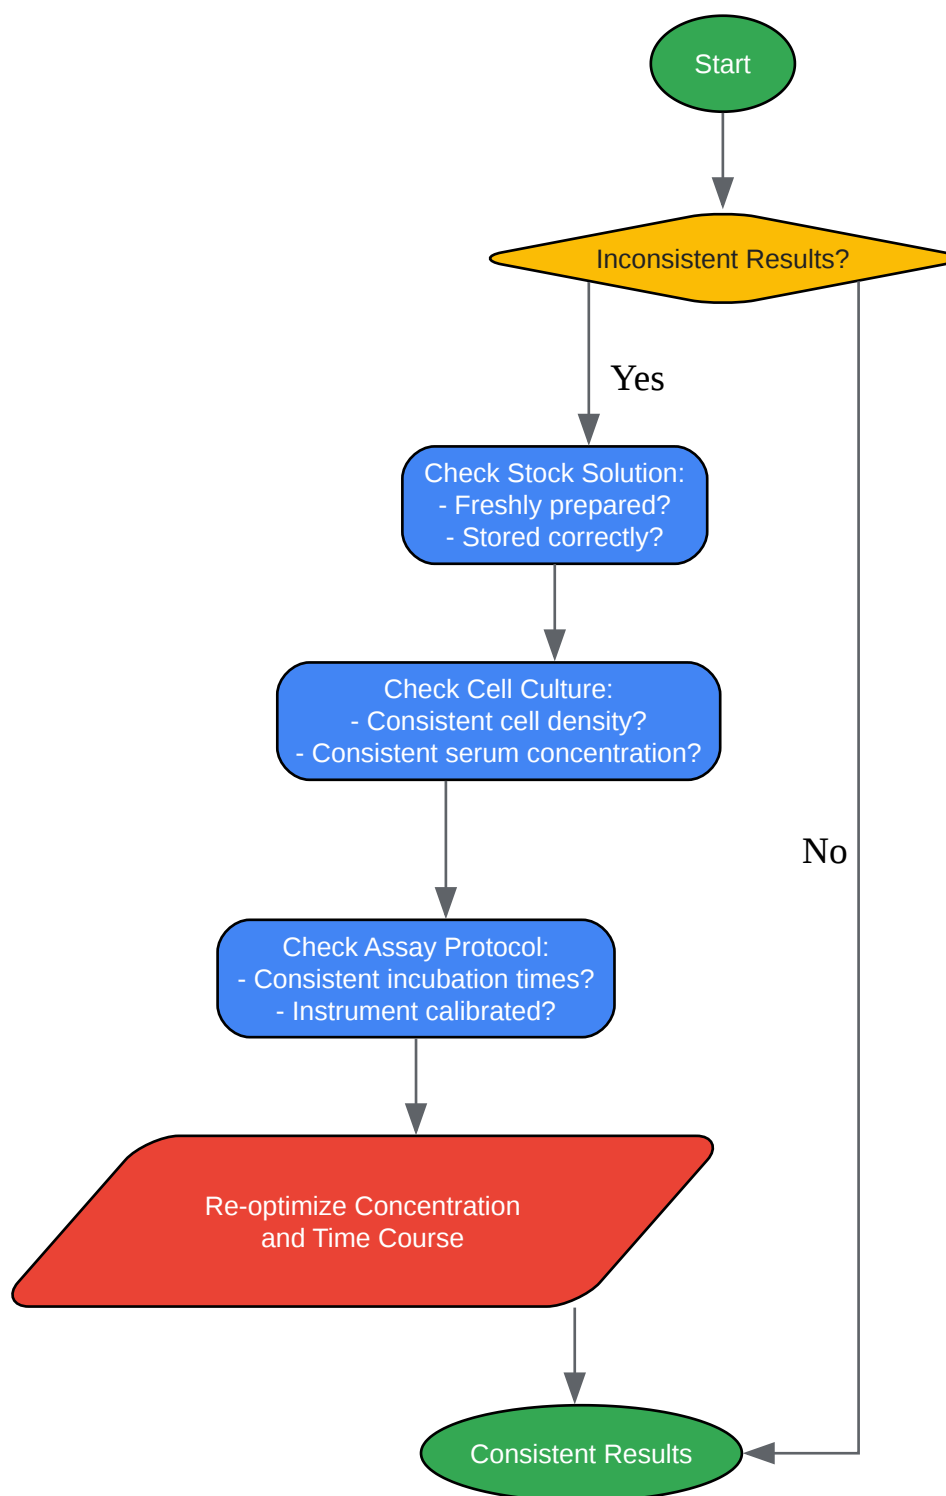 Start
Inconsistent Results?
Yes
Check Stock Solution:
- Freshly prepared?
- Stored correctly?
Check Cell Culture:
- Consistent cell density?
- Consistent serum concentration?
No
Check Assay Protocol:
- Consistent incubation times?
- Instrument calibrated?
Re-optimize Concentration
and Time Course
Consistent Results